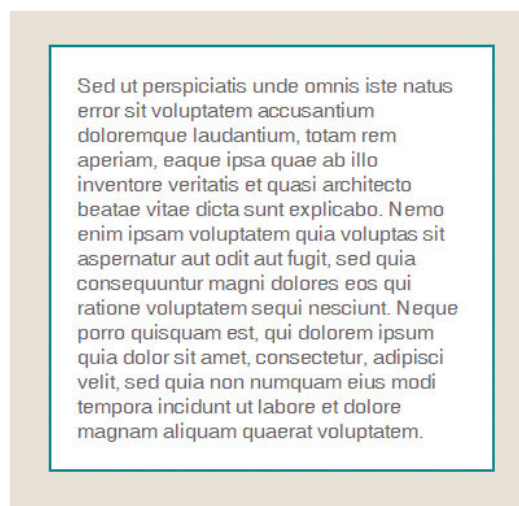 Sed ut perspiciatis unde omnis iste natus
error sit voluptatem accusantium
doloremque laudantium, totam rem
aperiam, eaque ipsa quae ab illo
inventore veritatis et quasi architecto
beatae vitae dicta sunt explicabo. Nemo
enim ipsam voluptatem quia voluptas sit
aspernatur aut odit aut fugit, sed quia
consequuntur magni dolores eos qui
ratione voluptatem sequi nesciunt. Neque
porro quisquam est, qui dolorem ipsum
quia dolor sit amet, consectetur, adipisci
velit, sed quia non numquam eius modi
tempora incidunt ut labore et dolore
magnam aliquam quaerat voluptatem.